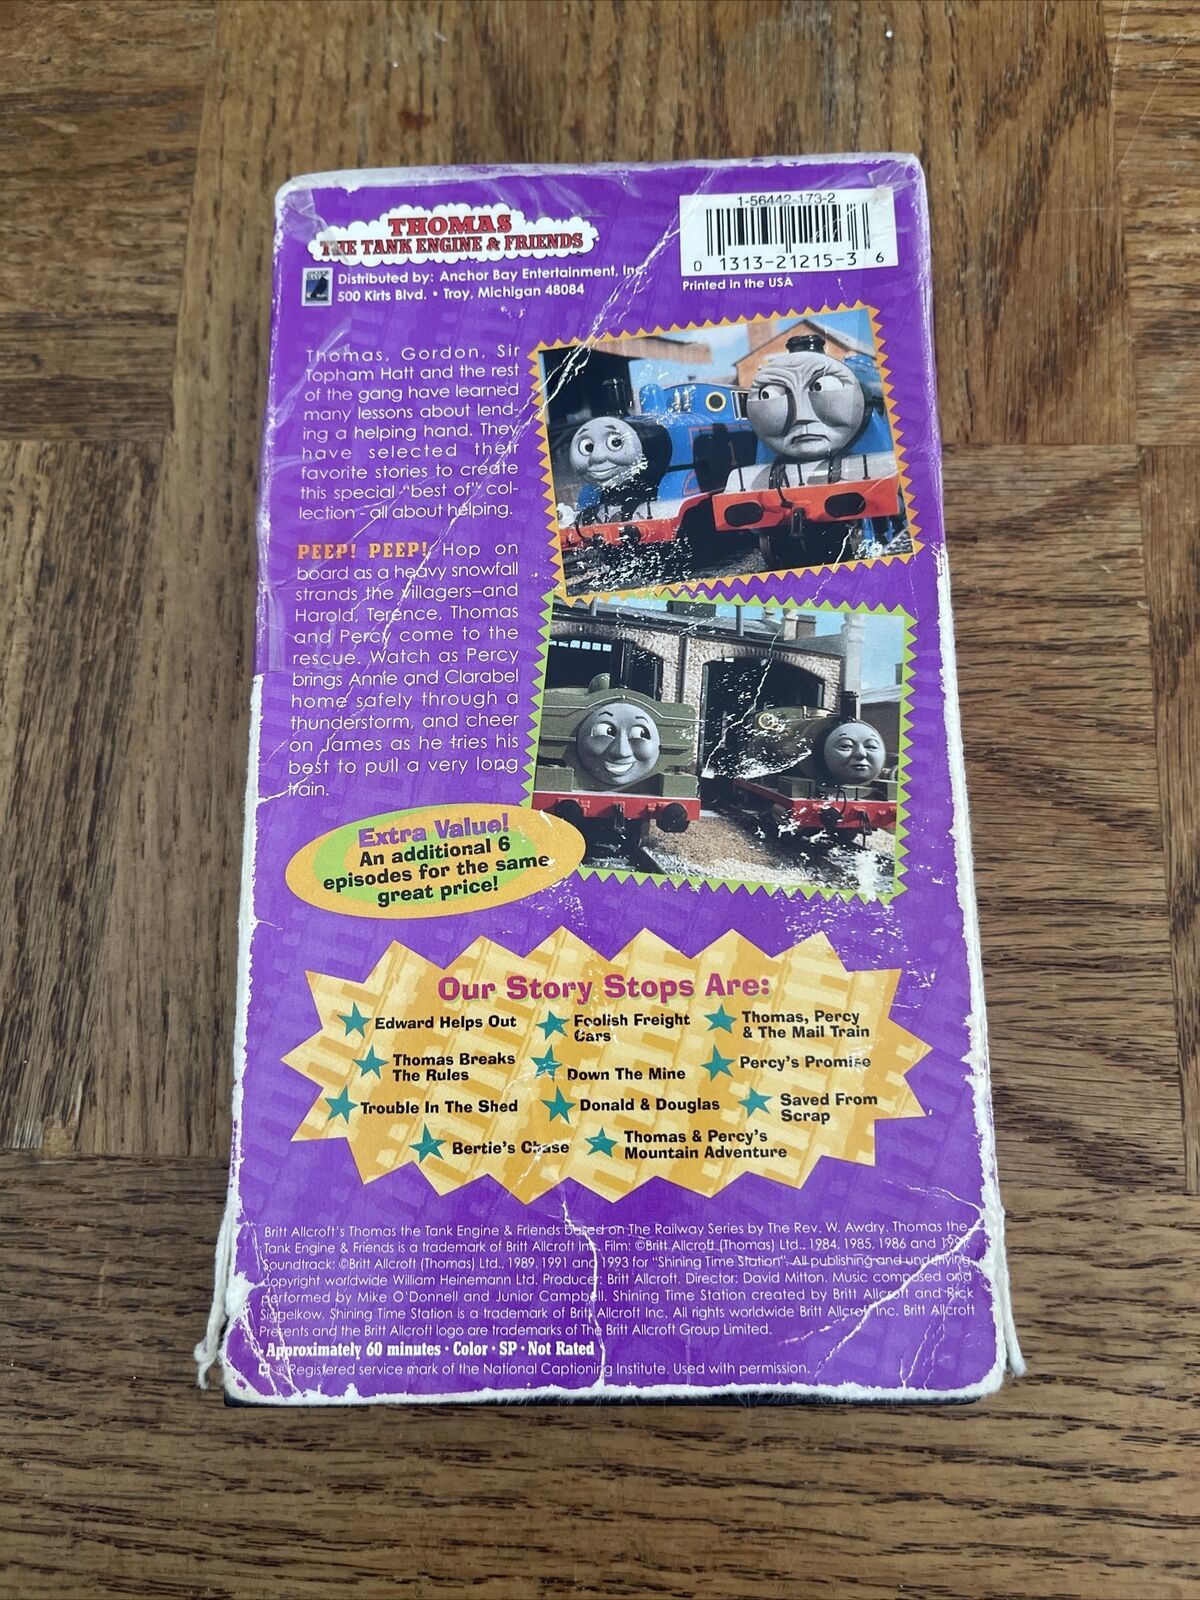 THOMAS
THE TANK ENGINE & FRIENDS
Distributed by: Anchor Bay Entertainment, Inc.
500 Kirts Blvd. • Troy, Michigan 48084
1-56442-173-2
0 1313-21215-3 6
Printed in the USA
Thomas, Gordon, Sir
Topham Hatt and the rest
of the gang have learned
many lessons about lend-
ing a helping hand. They
have selected their
favorite stories to create
this special "best of" col-
lection - all about helping.
PEEP! PEEP! Hop on
board as a heavy snowfall
strands the villagers–and
Harold, Terence, Thomas
and Percy come to the
rescue. Watch as Percy
brings Annie and Clarabel
home safely through a
thunderstorm, and cheer
on James as he tries his
best to pull a very long
train.
Extra Value!
An additional 6
episodes for the same
great price!
Our Story Stops Are:
Edward Helps Out
Foolish Freight
Cars
Thomas, Percy
& The Mail Train
Thomas Breaks
The Rules
Down The Mine
Percy's Promise
Trouble In The Shed
Donald & Douglas
Saved From
Scrap
Bertie's Chase
Thomas & Percy's
Mountain Adventure
Britt Allcroft's Thomas the Tank Engine & Friends based on The Railway Series by The Rev. W. Awdry. Thomas the
Tank Engine & Friends is a trademark of Britt Allcroft Inc. Film: ©Britt Allcroft (Thomas) Ltd., 1984, 1985, 1986 and
Soundtrack: ©Britt Allcroft (Thomas) Ltd., 1989, 1991 and 1993 for "Shining Time Station". All publishing and underlying
copyright worldwide William Heinemann Ltd. Producer: Britt Allcroft. Director: David Mitton. Music composed and
performed by Mike O'Donnell and Junior Campbell. Shining Time Station created by Britt Allcroft and Rick
Siggelkow. Shining Time Station is a trademark of Britt Allcroft Inc. All rights worldwide Britt Allcroft Inc. Britt Allcroft
Presents and the Britt Allcroft logo are trademarks of The Britt Allcroft Group Limited.
Approximately 60 minutes • Color • SP • Not Rated
® Registered service mark of the National Captioning Institute. Used with permission.